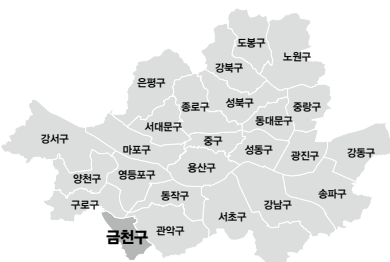 도봉구
노원구
강북구
은평구
종로구
성북구
중랑구
동대문구
서대문구
강서구
중구
마포구
성동구
광진구
강동구
용산구
양천구
영등포구
동작구
송파구
구로구
강남구
서초구
관악구
금천구